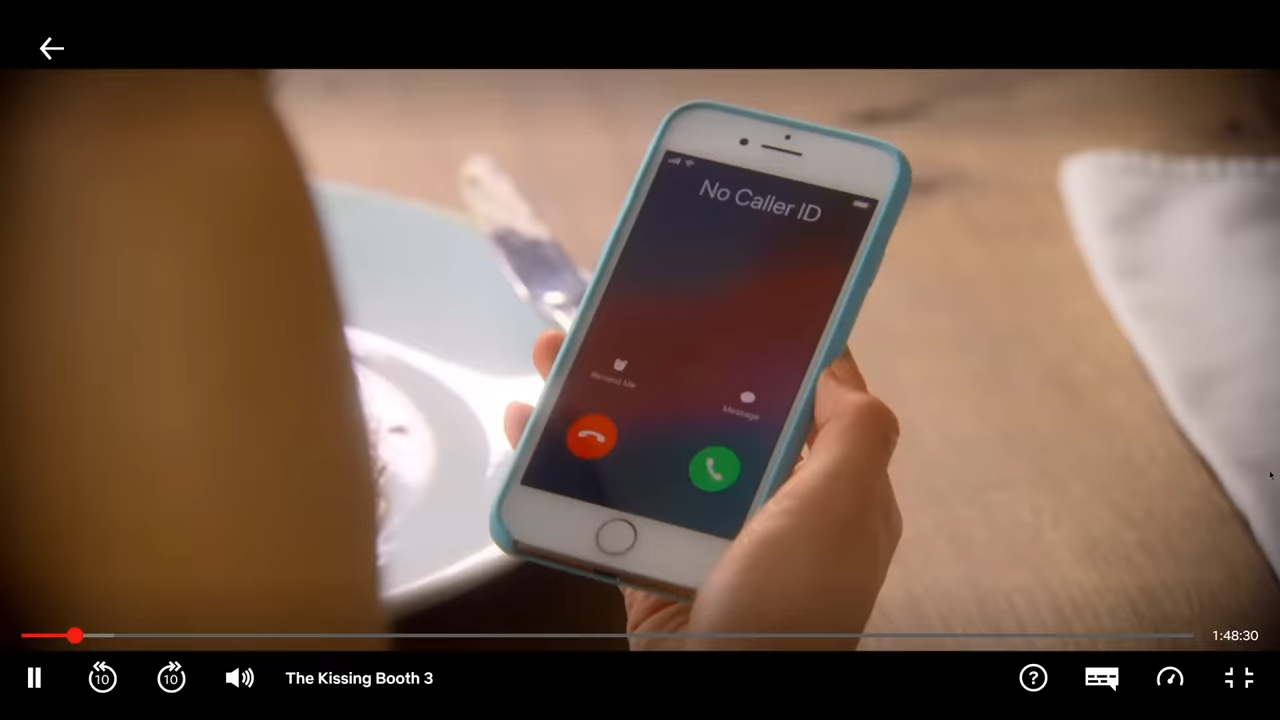 No Caller ID
Remind Me
Message
1:48:30
10
10
The Kissing Booth 3
?